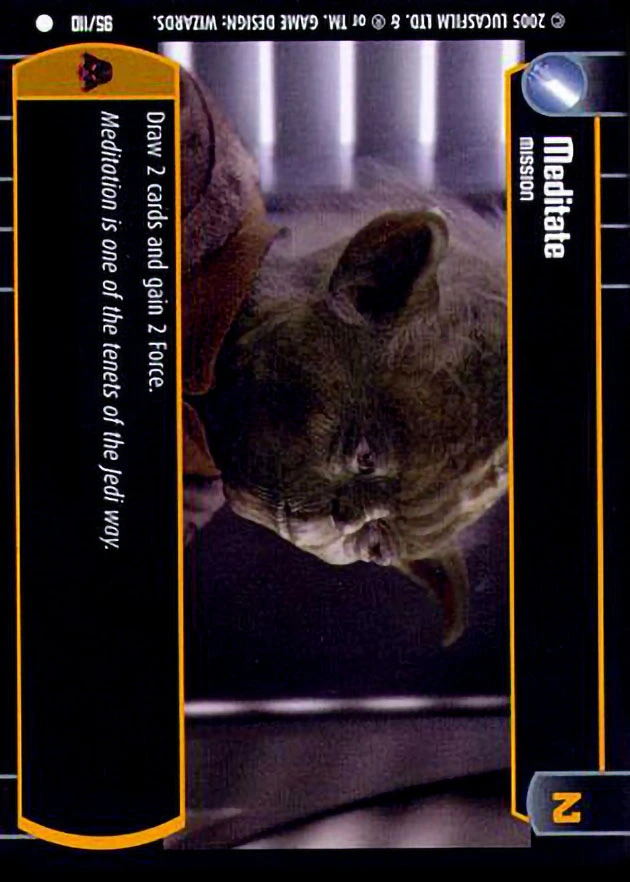 Meditate
MISSION
2
Draw 2 cards and gain 2 Force.
Meditation is one of the tenets of the Jedi way.
© 2005 LUCASFILM LTD. & ® or TM. GAME DESIGN: WIZARDS.
95/110